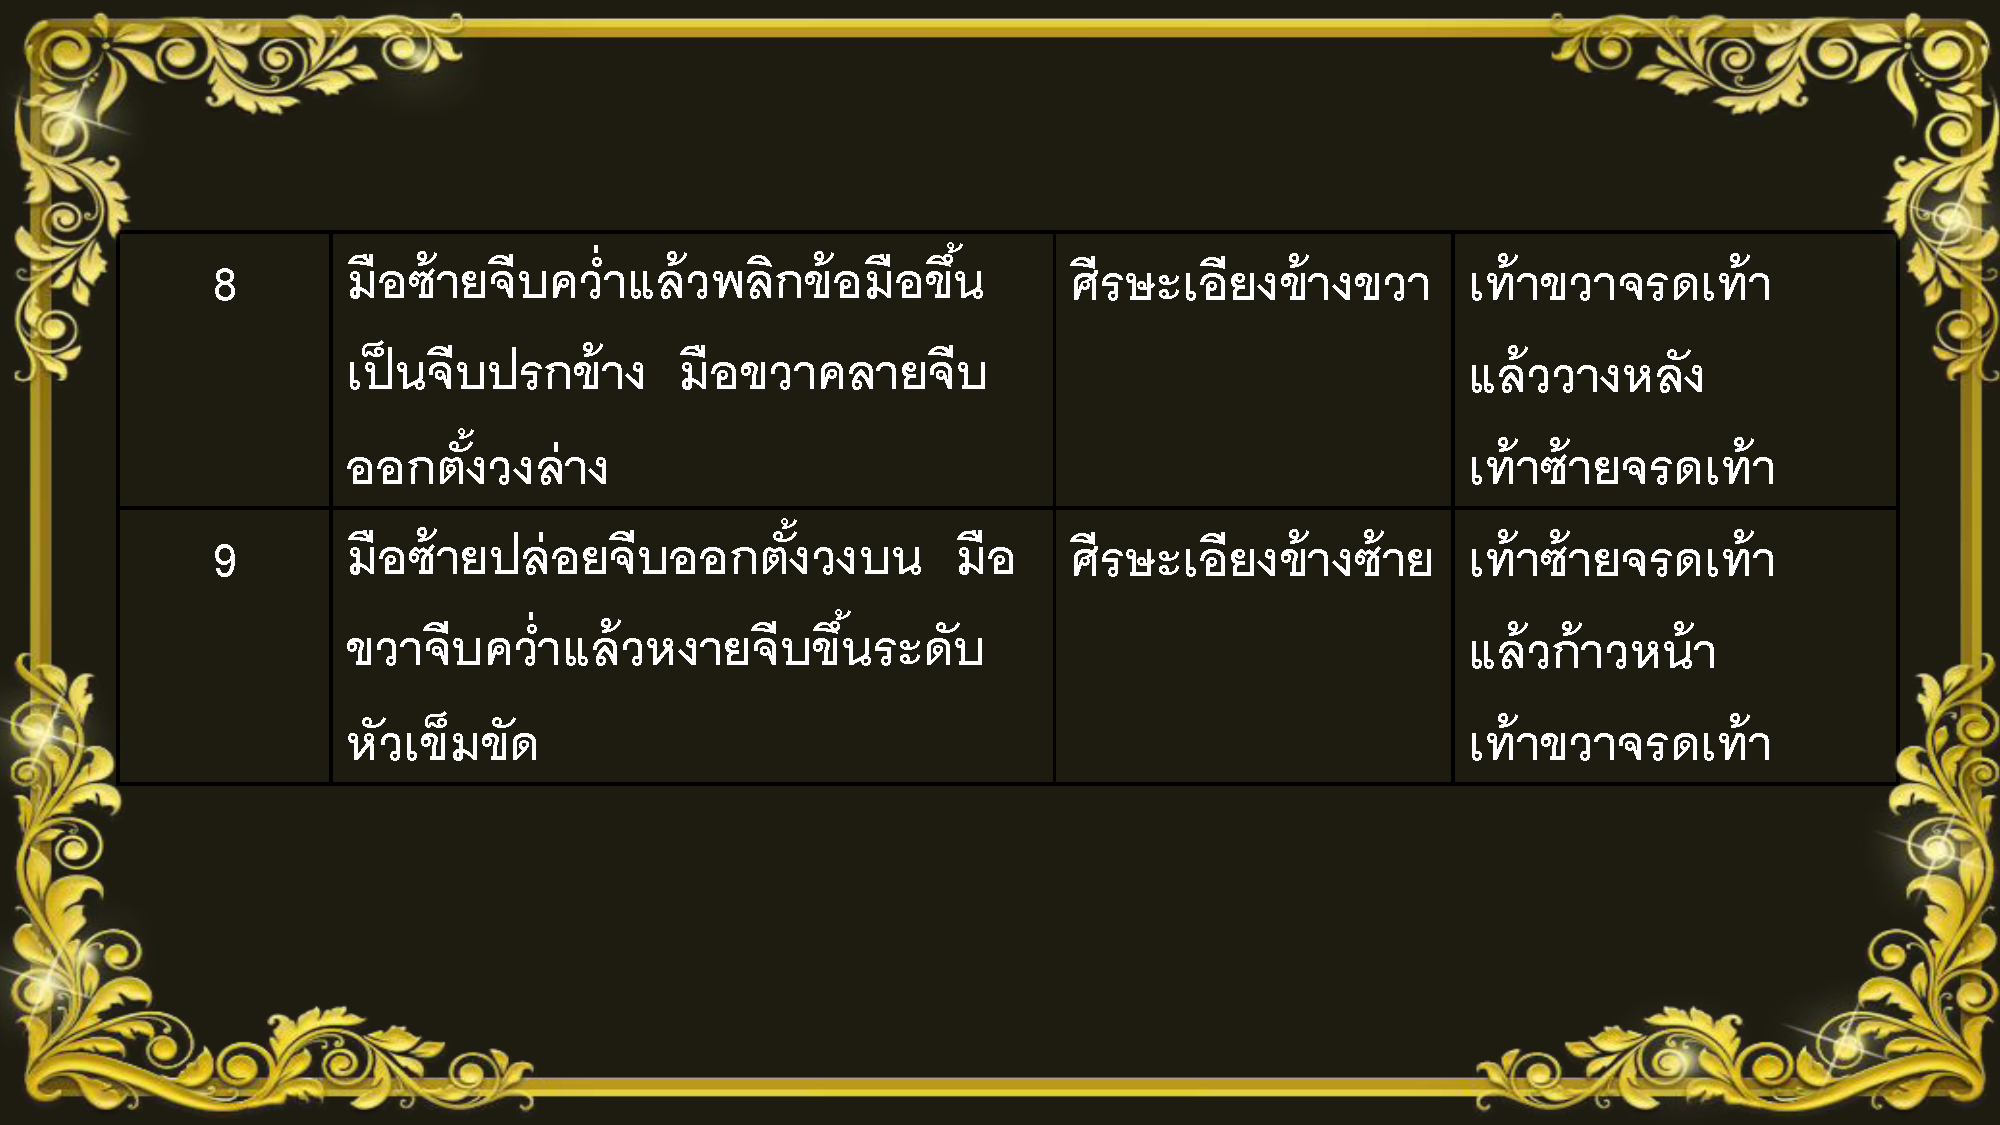 8
มือซ้ายจีบคว่ำแล้วพลิกข้อมือขึ้น
เป็นจีบปรกข้าง มือขวาคลายจีบ
ออกตั้งวงล่าง
ศีรษะเอียงข้างขวา
เท้าขวาจรดเท้า
แล้ววางหลัง
เท้าซ้ายจรดเท้า
9
มือซ้ายปล่อยจีบออกตั้งวงบน มือ
ขวาจีบคว่ำแล้วหงายจีบขึ้นระดับ
หัวเข็มขัด
ศีรษะเอียงข้างซ้าย
เท้าซ้ายจรดเท้า
แล้วก้าวหน้า
เท้าขวาจรดเท้า